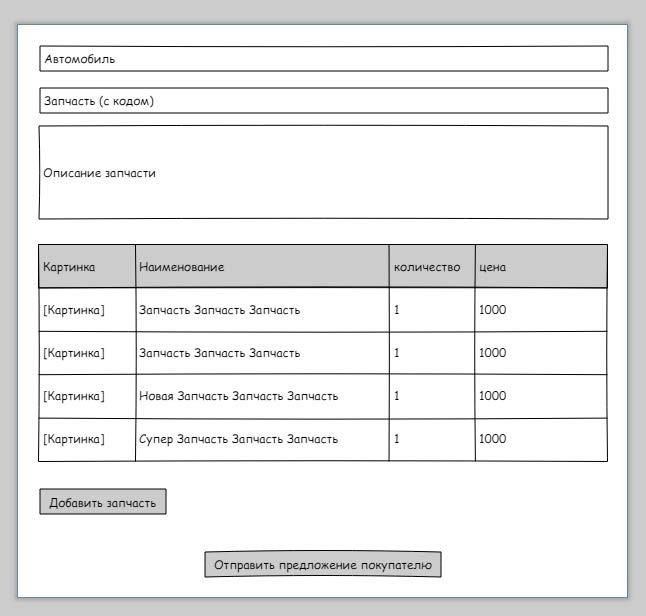 Автомобиль
Запчасть (с кодом)
Описание запчасти
Картинка Наименование количество цена
[Картинка] Запчасть Запчасть Запчасть 1 1000
[Картинка] Запчасть Запчасть Запчасть 1 1000
[Картинка] Новая Запчасть Запчасть Запчасть 1 1000
[Картинка] Супер Запчасть Запчасть Запчасть 1 1000
Добавить запчасть
Отправить предложение покупателю